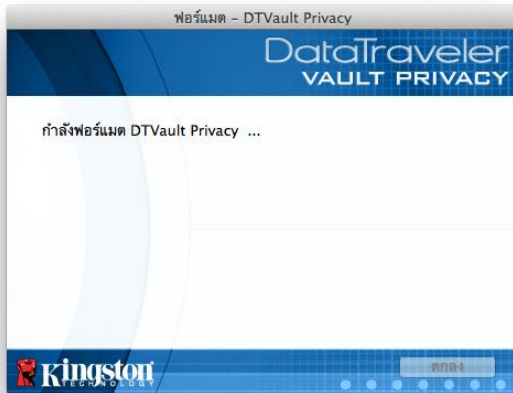 ฟอร์แมต – DTVault Privacy
DataTraveler
VAULT PRIVACY
กำลังฟอร์แมต DTVault Privacy ...
Kingston
TECHNOLOGY
ตกลง